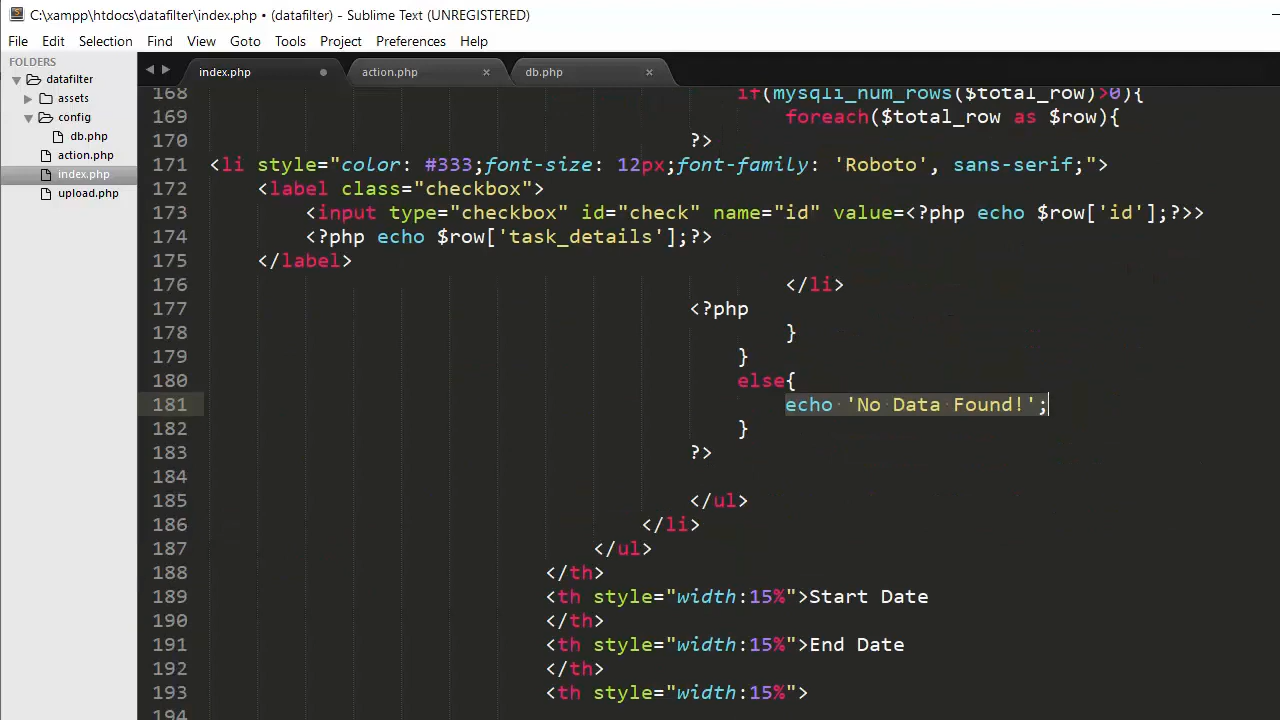 C:\xampp\htdocs\datafilter\index.php • (datafilter) - Sublime Text (UNREGISTERED)
File Edit Selection Find View Goto Tools Project Preferences Help
FOLDERS
datafilter
assets
config
db.php
action.php
index.php
upload.php
index.php action.php db.php
168 if(mysqli_num_rows($total_row)>0){
169 foreach($total_row as $row){
170 ?>
171 <li style="color: #333;font-size: 12px;font-family: 'Roboto', sans-serif;">
172 <label class="checkbox">
173 <input type="checkbox" id="check" name="id" value=<?php echo $row['id'];?>>
174 <?php echo $row['task_details'];?>
175 </label>
176 </li>
177 <?php
178 }
179 }
180 else{
181 echo 'No Data Found!';
182 }
183 ?>
184
185 </ul>
186 </li>
187 </ul>
188 </th>
189 <th style="width:15%">Start Date
190 </th>
191 <th style="width:15%">End Date
192 </th>
193 <th style="width:15%">
194